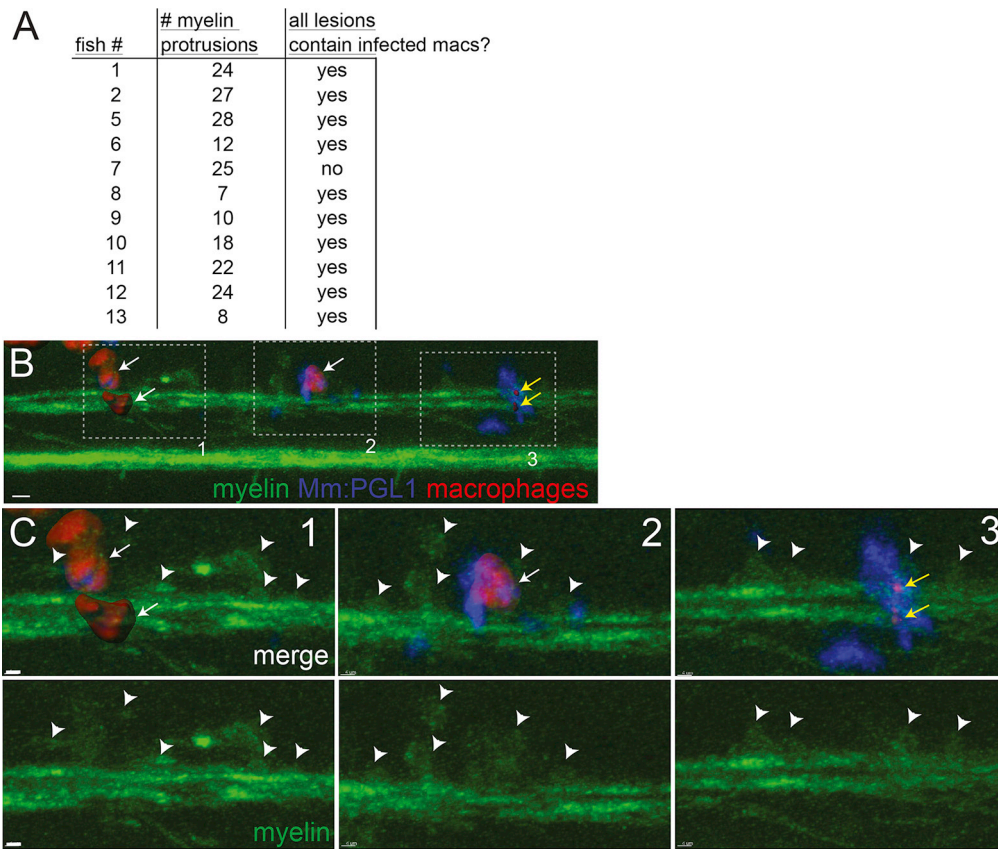 A
# myelin all lesions
fish # protrusions contain infected macs?
1 24 yes
2 27 yes
5 28 yes
6 12 yes
7 25 no
8 7 yes
9 10 yes
10 18 yes
11 22 yes
12 24 yes
13 8 yes
B
1 2 3
myelin Mm:PGL1 macrophages
C 1 2 3
merge
myelin